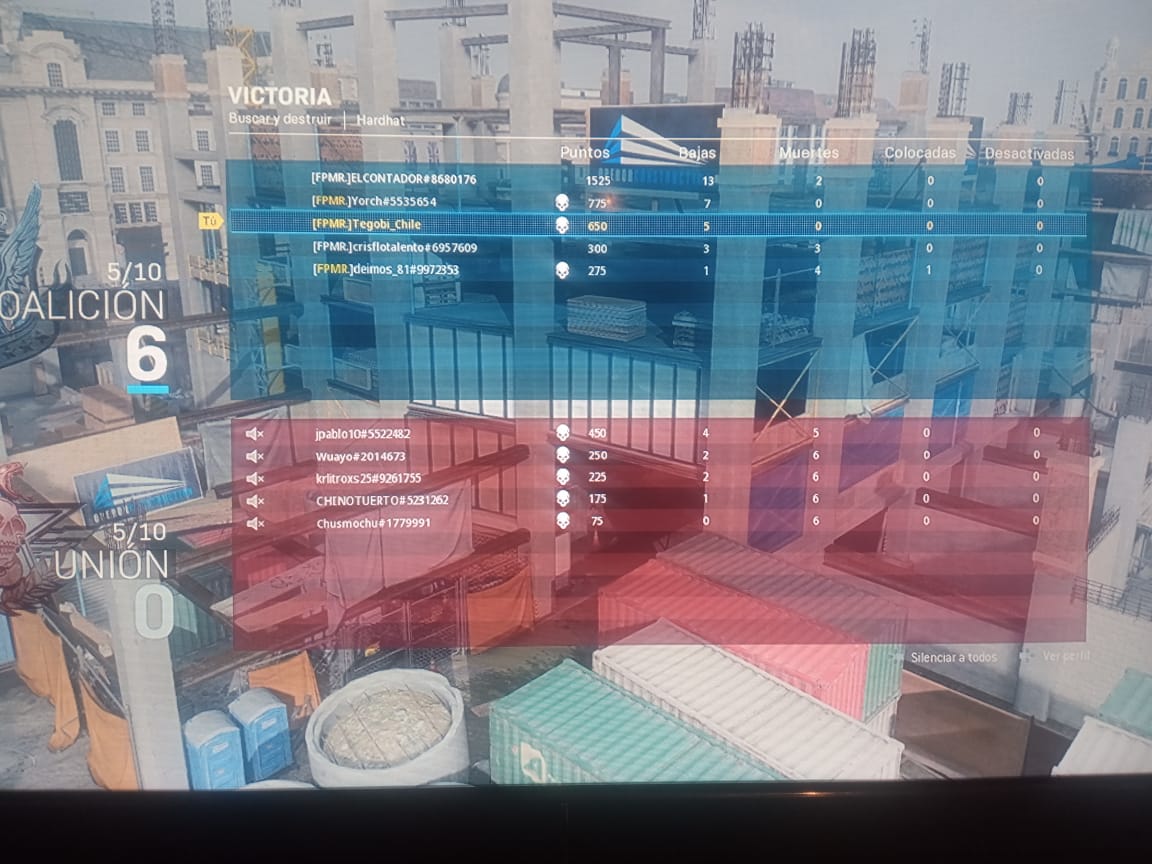 VICTORIA
Buscar y destruir | Hardhat
Puntos Bajas Muertes Colocadas Desactivadas
[FPMR.]ELCONTADOR#8680176 1525 13 2 0 0
[FPMR.]Yorch#5535654 775 7 0 0 0
Tú [FPMR.]Tegobi_Chile 650 5 0 0 0
[FPMR.]crisflotalento#6957609 300 3 3 0 0
[FPMR.]deimos_81#9972353 275 1 4 1 0
5/10
OALICIÓN
6
jpablo10#5522482 450 4 5 0 0
Wuayo#2014673 250 2 6 0 0
krlitroxs25#9261755 225 2 6 0 0
CHENOTUERTO#5231262 175 1 6 0 0
Chusmochu#1779991 75 0 6 0 0
5/10
UNIÓN
0
Silenciar a todos Ver perfil